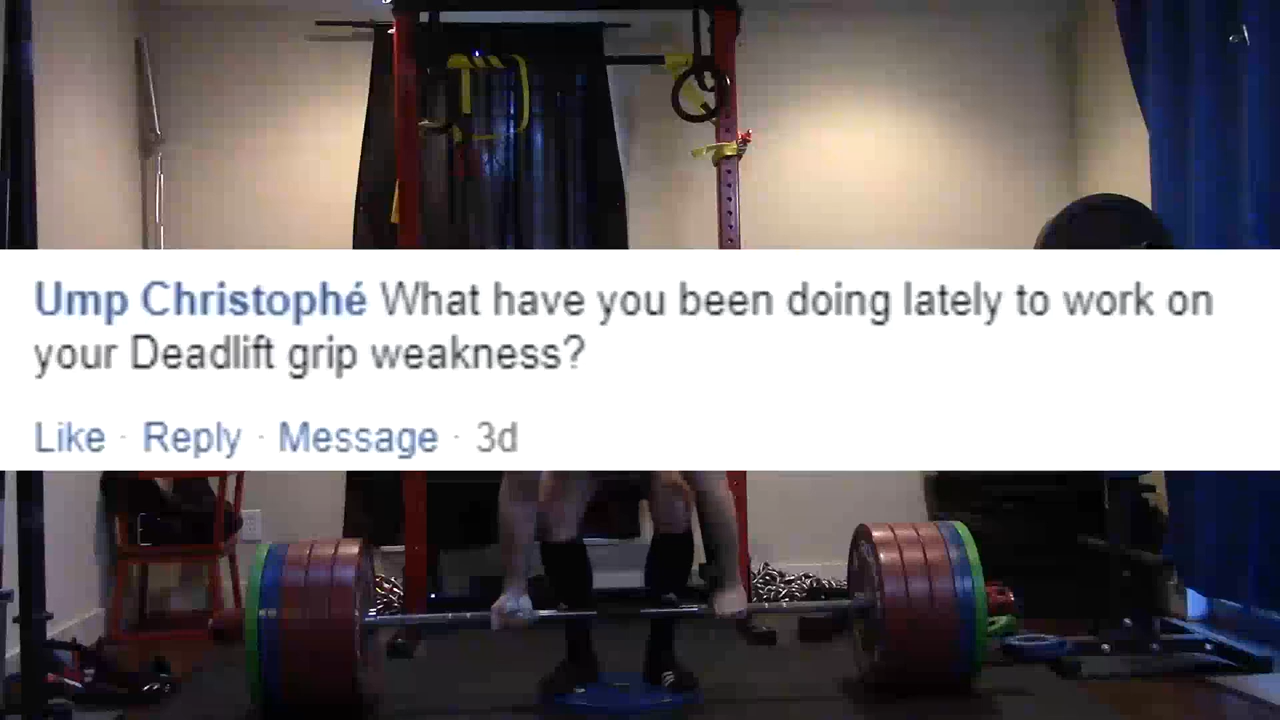 Ump Christophé What have you been doing lately to work on
your Deadlift grip weakness?
Like · Reply · Message · 3d